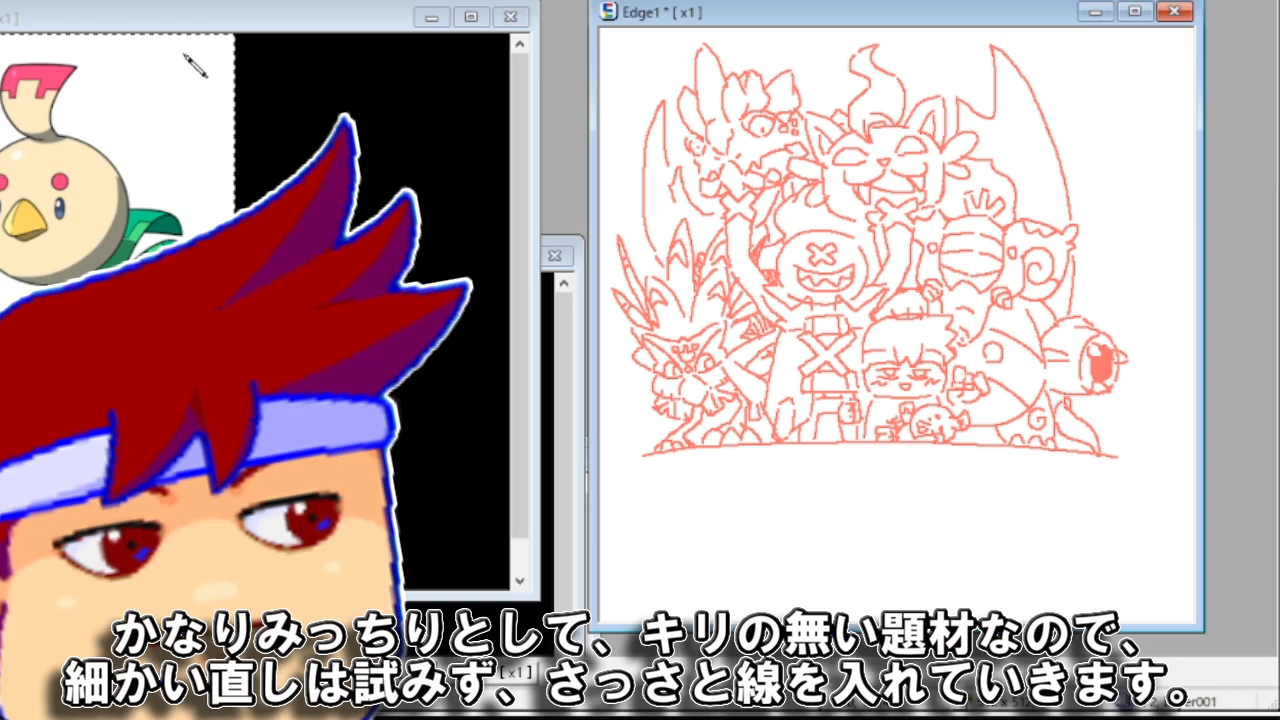 x1]
Edge1 * [ x1 ]
かなりみっちりとして、キリの無い題材なので、
細かい直しは試みず、さっさと線を入れていきます。
[ x1 ]